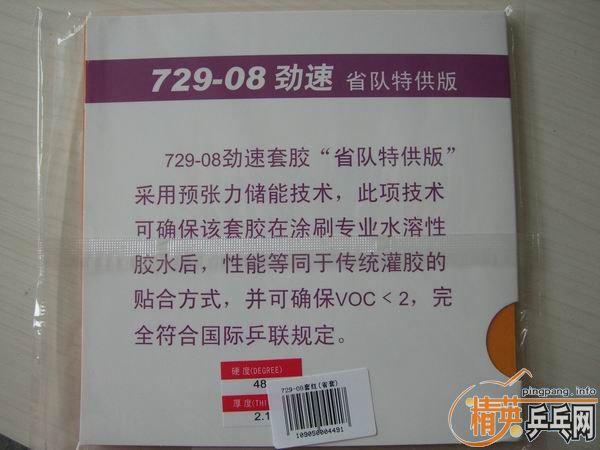 729-08 劲速 省队特供版
729-08劲速套胶“省队特供版”
采用预张力储能技术，此项技术
可确保该套胶在涂刷专业水溶性
胶水后，性能等同于传统灌胶的
贴合方式，并可确保VOC＜2，完
全符合国际乒联规定。
硬度(DEGREE)
48
厚度(THI
2.1
729-08套红(省套)
109050004491
pingpang.info
精英乒乓网